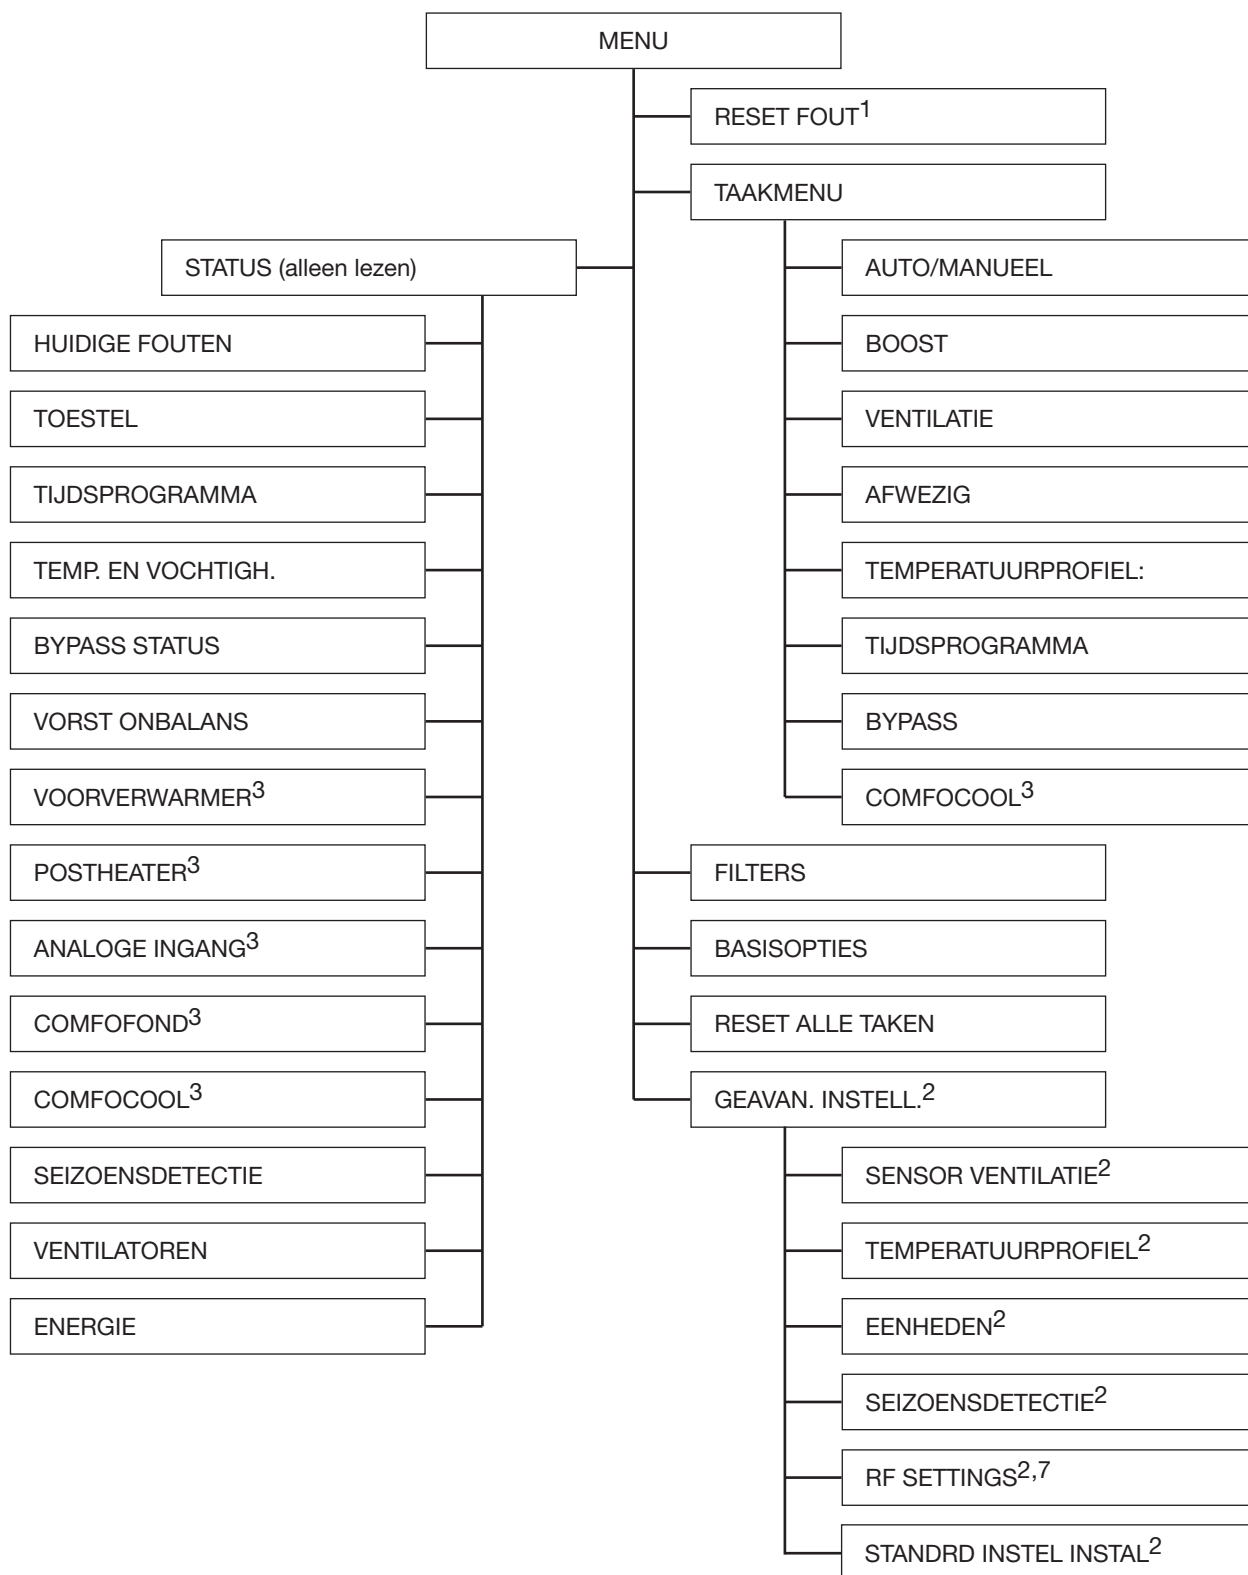 MENU
RESET FOUT1
TAAKMENU
STATUS (alleen lezen)
AUTO/MANUEEL
HUIDIGE FOUTEN
BOOST
TOESTEL
VENTILATIE
TIJDSPROGRAMMA
AFWEZIG
TEMP. EN VOCHTIGH.
TEMPERATUURPROFIEL:
BYPASS STATUS
TIJDSPROGRAMMA
VORST ONBALANS
BYPASS
VOORVERWARMER3
COMFOCOOL3
POSTHEATER3
FILTERS
ANALOGE INGANG3
BASISOPTIES
COMFOFOND3
RESET ALLE TAKEN
COMFOCOOL3
GEAVAN. INSTELL.2
SEIZOENSDETECTIE
SENSOR VENTILATIE2
VENTILATOREN
TEMPERATUURPROFIEL2
ENERGIE
EENHEDEN2
SEIZOENSDETECTIE2
RF SETTINGS2,7
STANDRD INSTEL INSTAL2